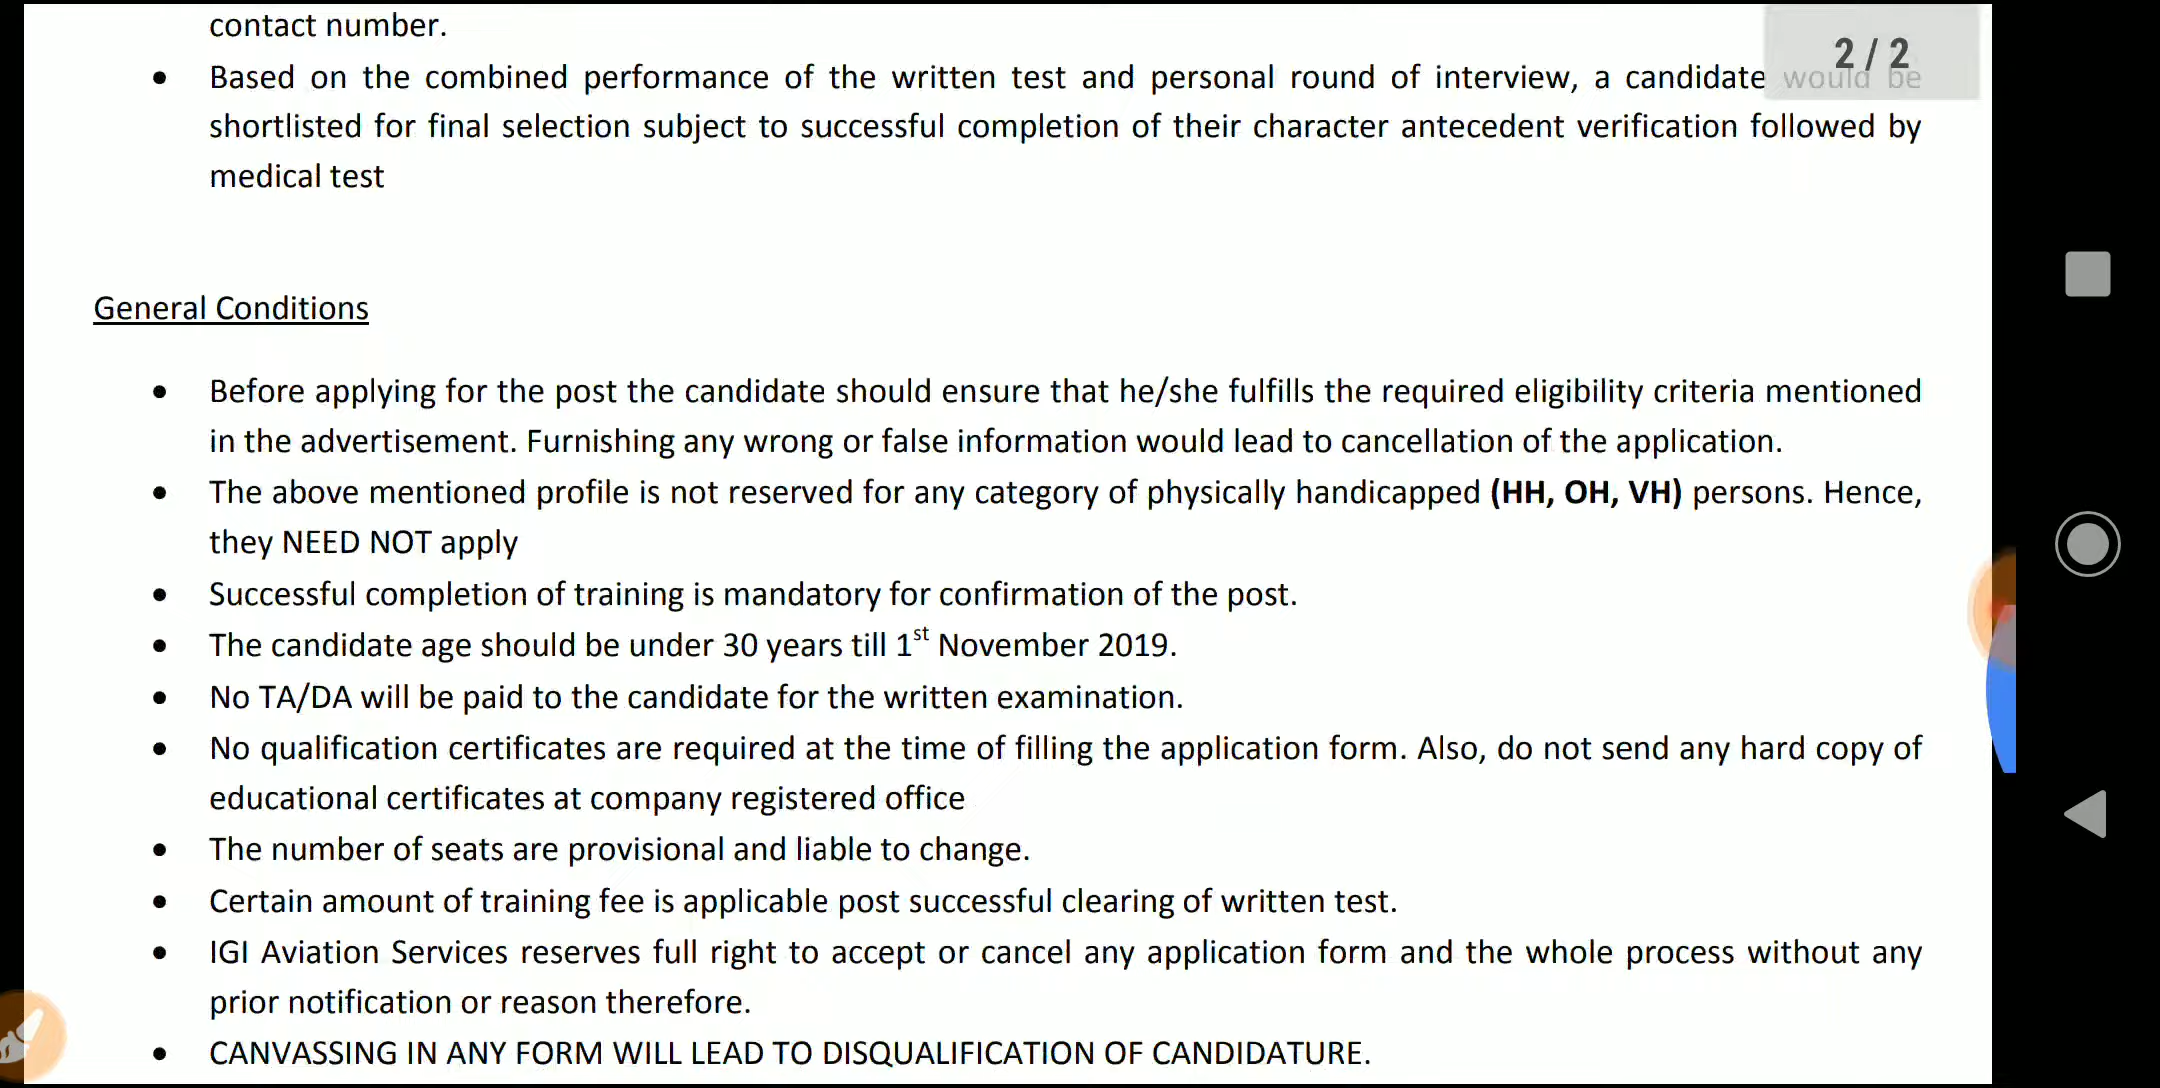 contact number.
2 / 2
• Based on the combined performance of the written test and personal round of interview, a candidate would be
shortlisted for final selection subject to successful completion of their character antecedent verification followed by
medical test
General Conditions
• Before applying for the post the candidate should ensure that he/she fulfills the required eligibility criteria mentioned
in the advertisement. Furnishing any wrong or false information would lead to cancellation of the application.
• The above mentioned profile is not reserved for any category of physically handicapped (HH, OH, VH) persons. Hence,
they NEED NOT apply
• Successful completion of training is mandatory for confirmation of the post.
• The candidate age should be under 30 years till 1st November 2019.
• No TA/DA will be paid to the candidate for the written examination.
• No qualification certificates are required at the time of filling the application form. Also, do not send any hard copy of
educational certificates at company registered office
• The number of seats are provisional and liable to change.
• Certain amount of training fee is applicable post successful clearing of written test.
• IGI Aviation Services reserves full right to accept or cancel any application form and the whole process without any
prior notification or reason therefore.
• CANVASSING IN ANY FORM WILL LEAD TO DISQUALIFICATION OF CANDIDATURE.